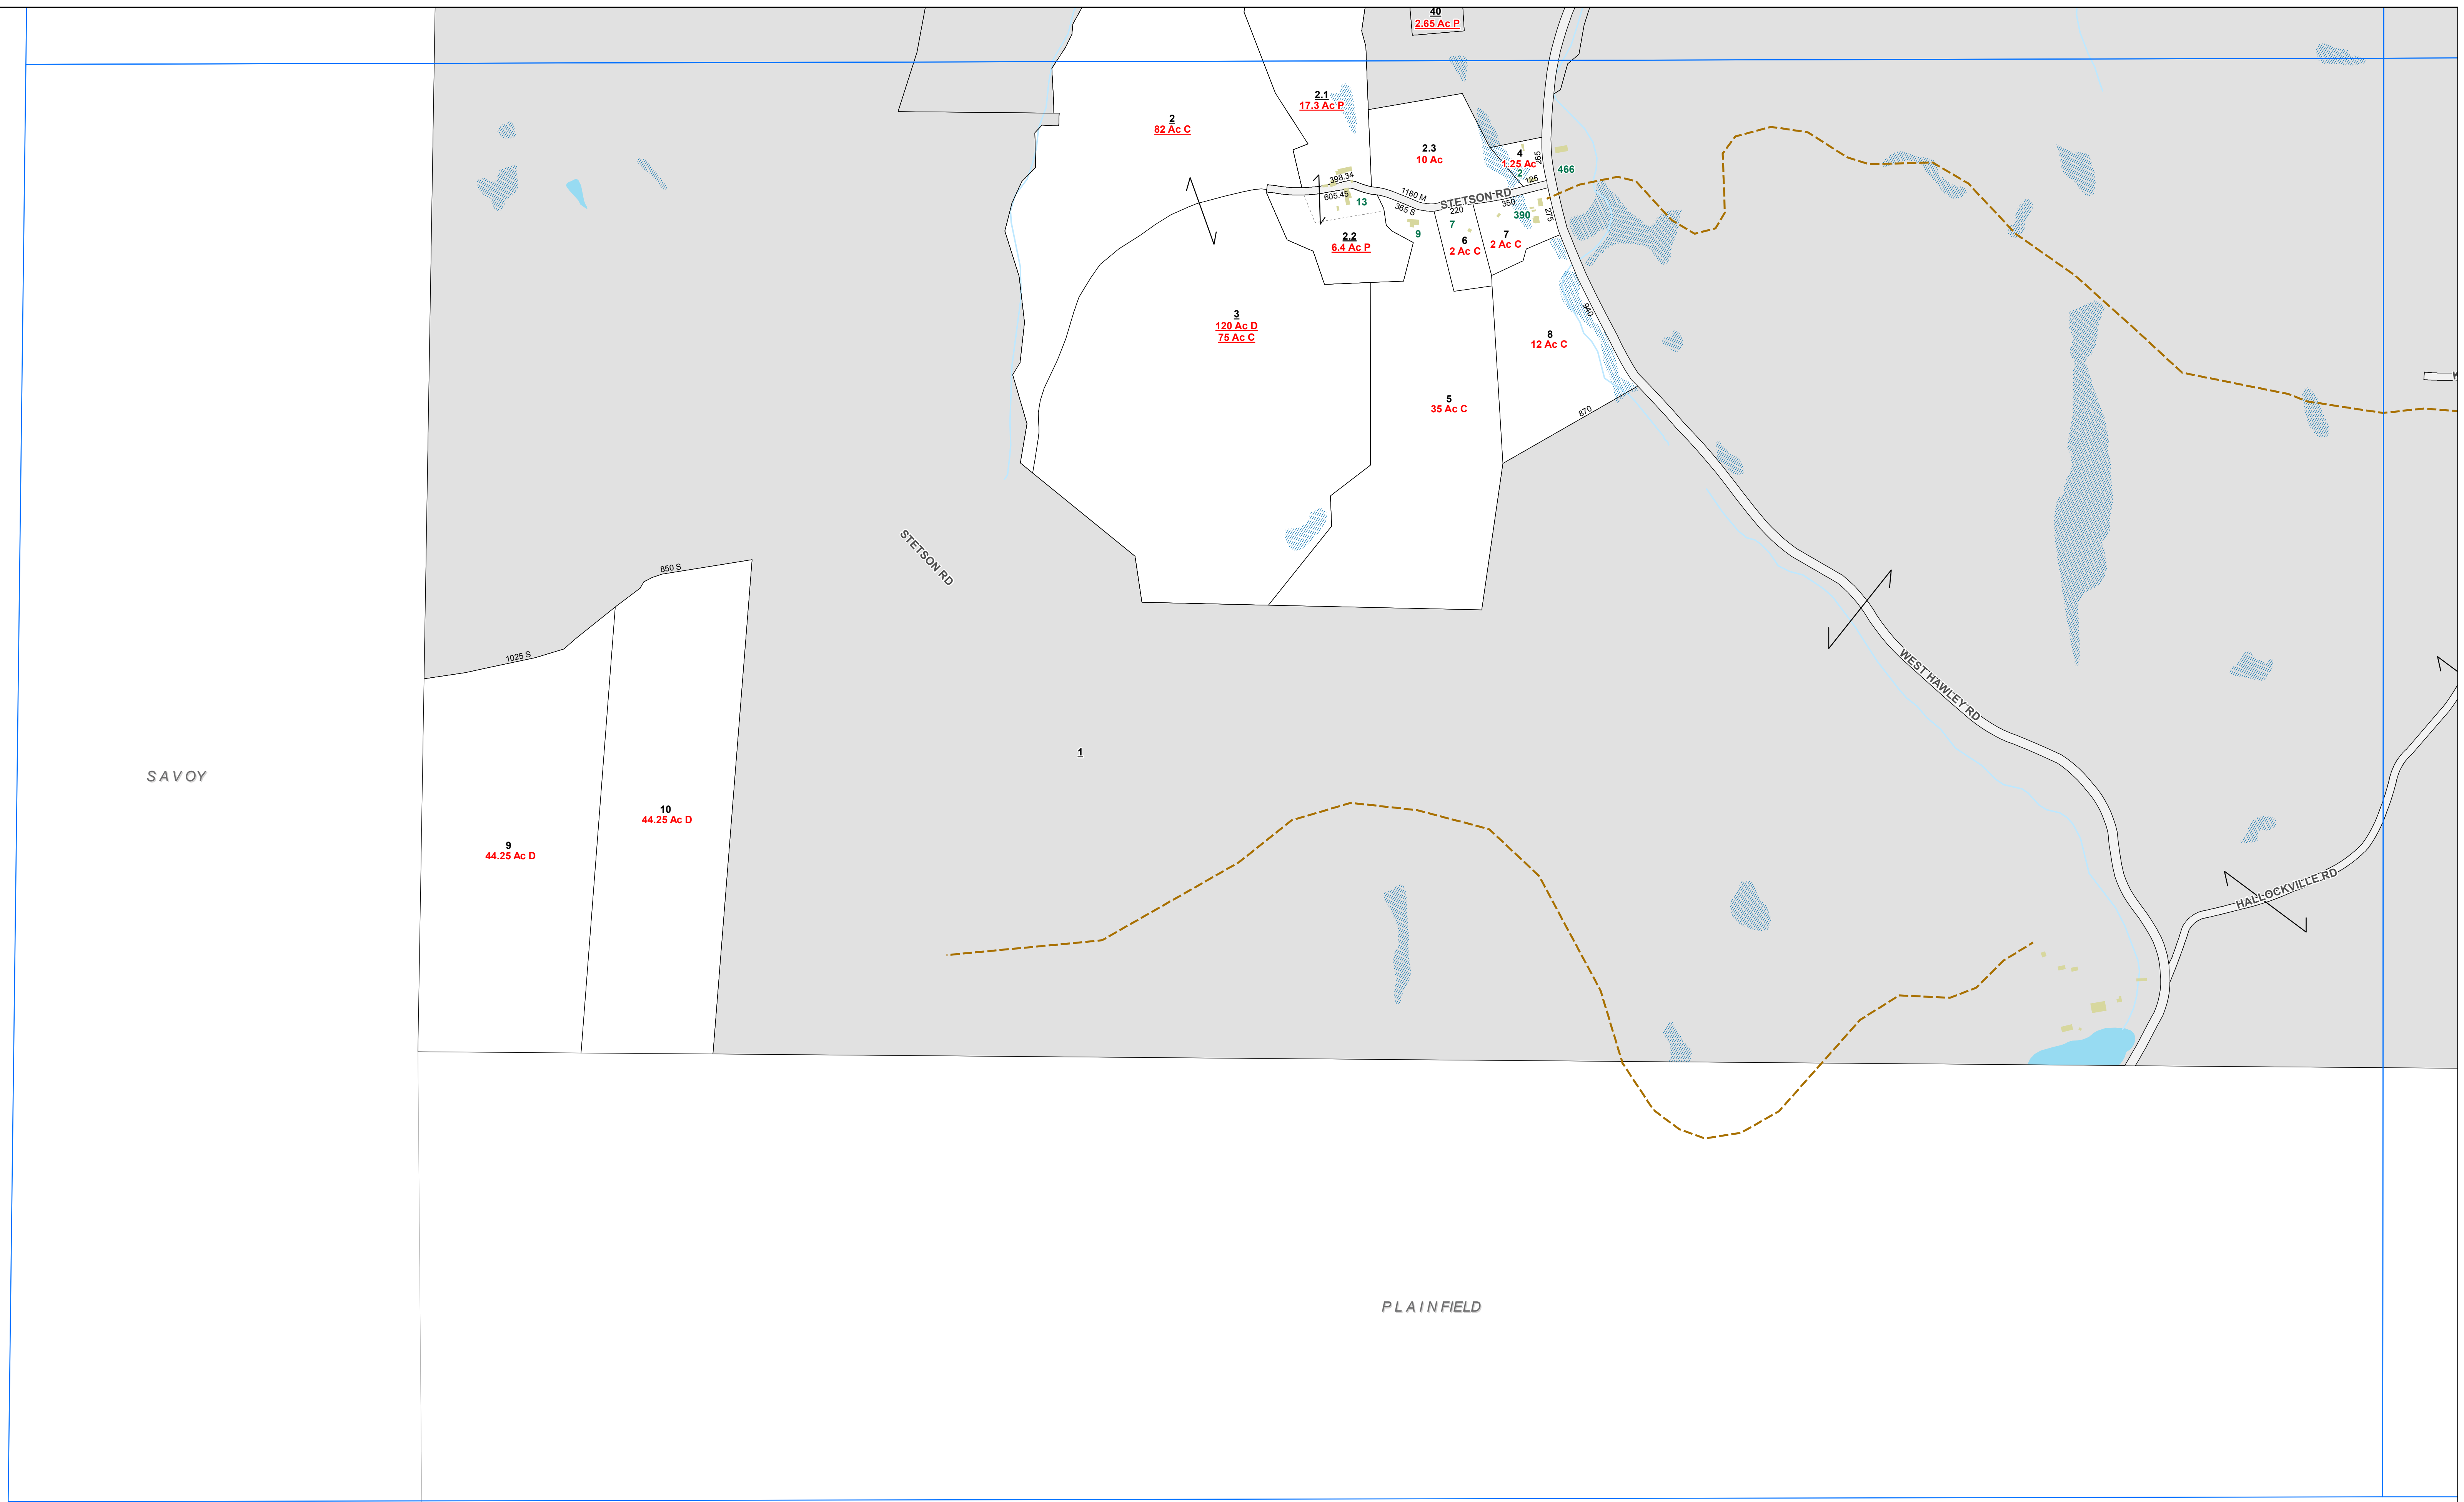 40
2.65 Ac P
2.1
17.3 Ac P
2
82 Ac C
2.3
10 Ac
4
1.25 Ac
2
265
125
466
398.34
605.45
13
1180 M
365 S
STETSON RD
220
350
390
275
7
9
2.2
6.4 Ac P
6
2 Ac C
7
2 Ac C
3
120 Ac D
75 Ac C
940
8
12 Ac C
5
35 Ac C
870
STETSON RD
850 S
1025 S
WEST HAWLEY RD
1
SAVOY
10
44.25 Ac D
9
44.25 Ac D
HALLOCKVILLE RD
PLAINFIELD